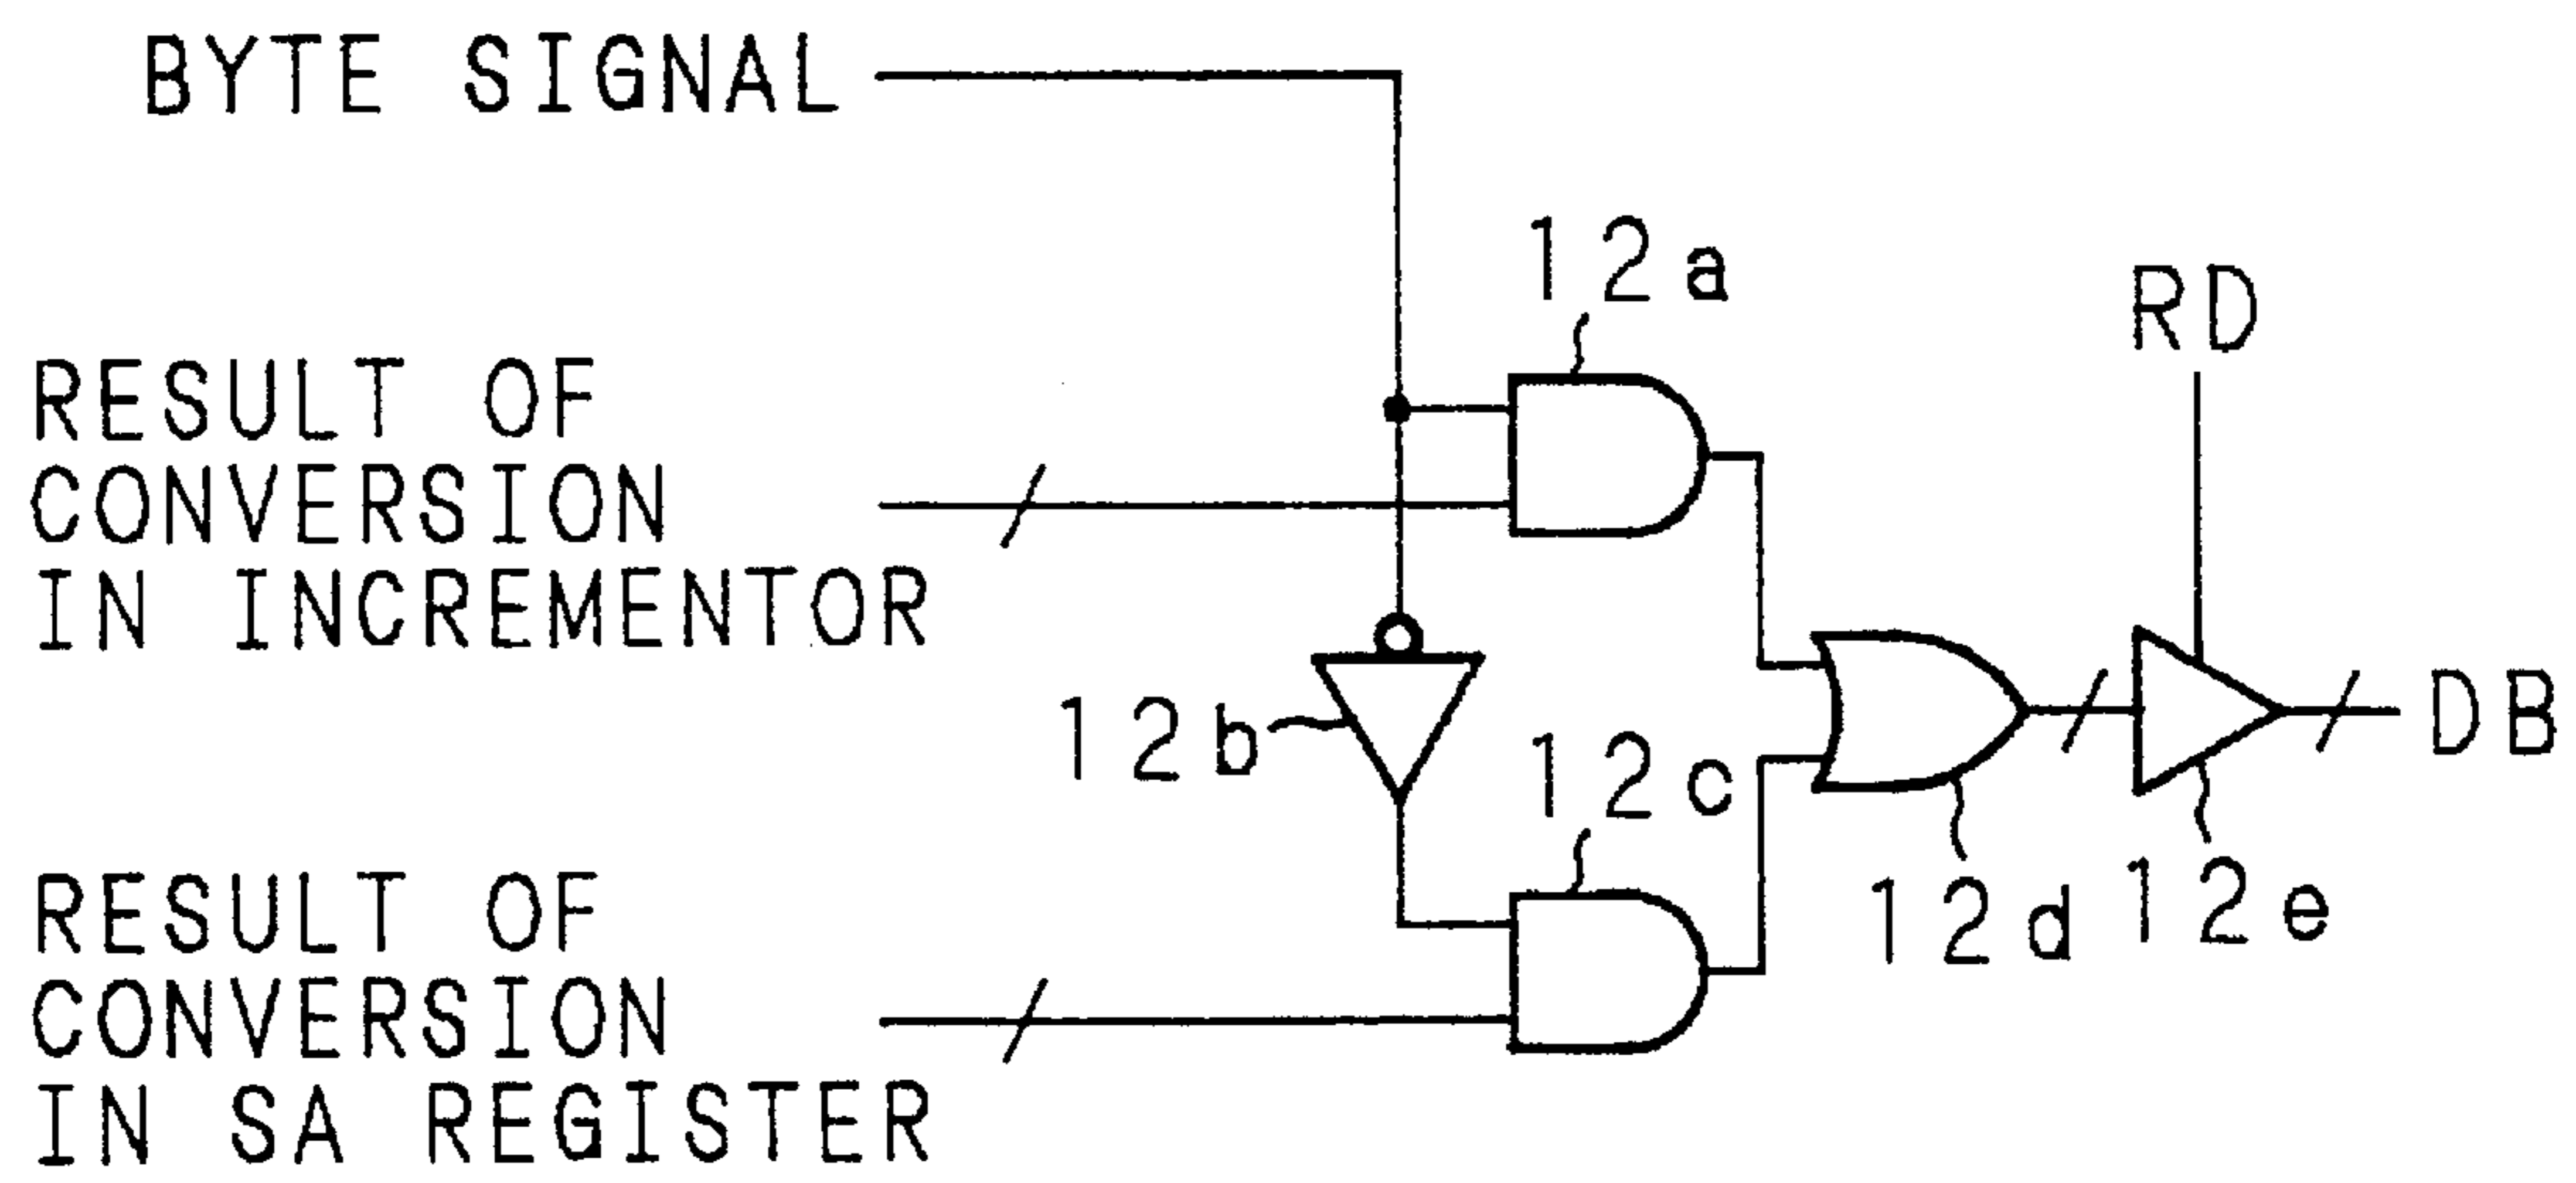 BYTE SIGNAL
12a
RD
RESULT OF
CONVERSION
IN INCREMENTOR
12b
12c
DB
12d
12e
RESULT OF
CONVERSION
IN SA REGISTER